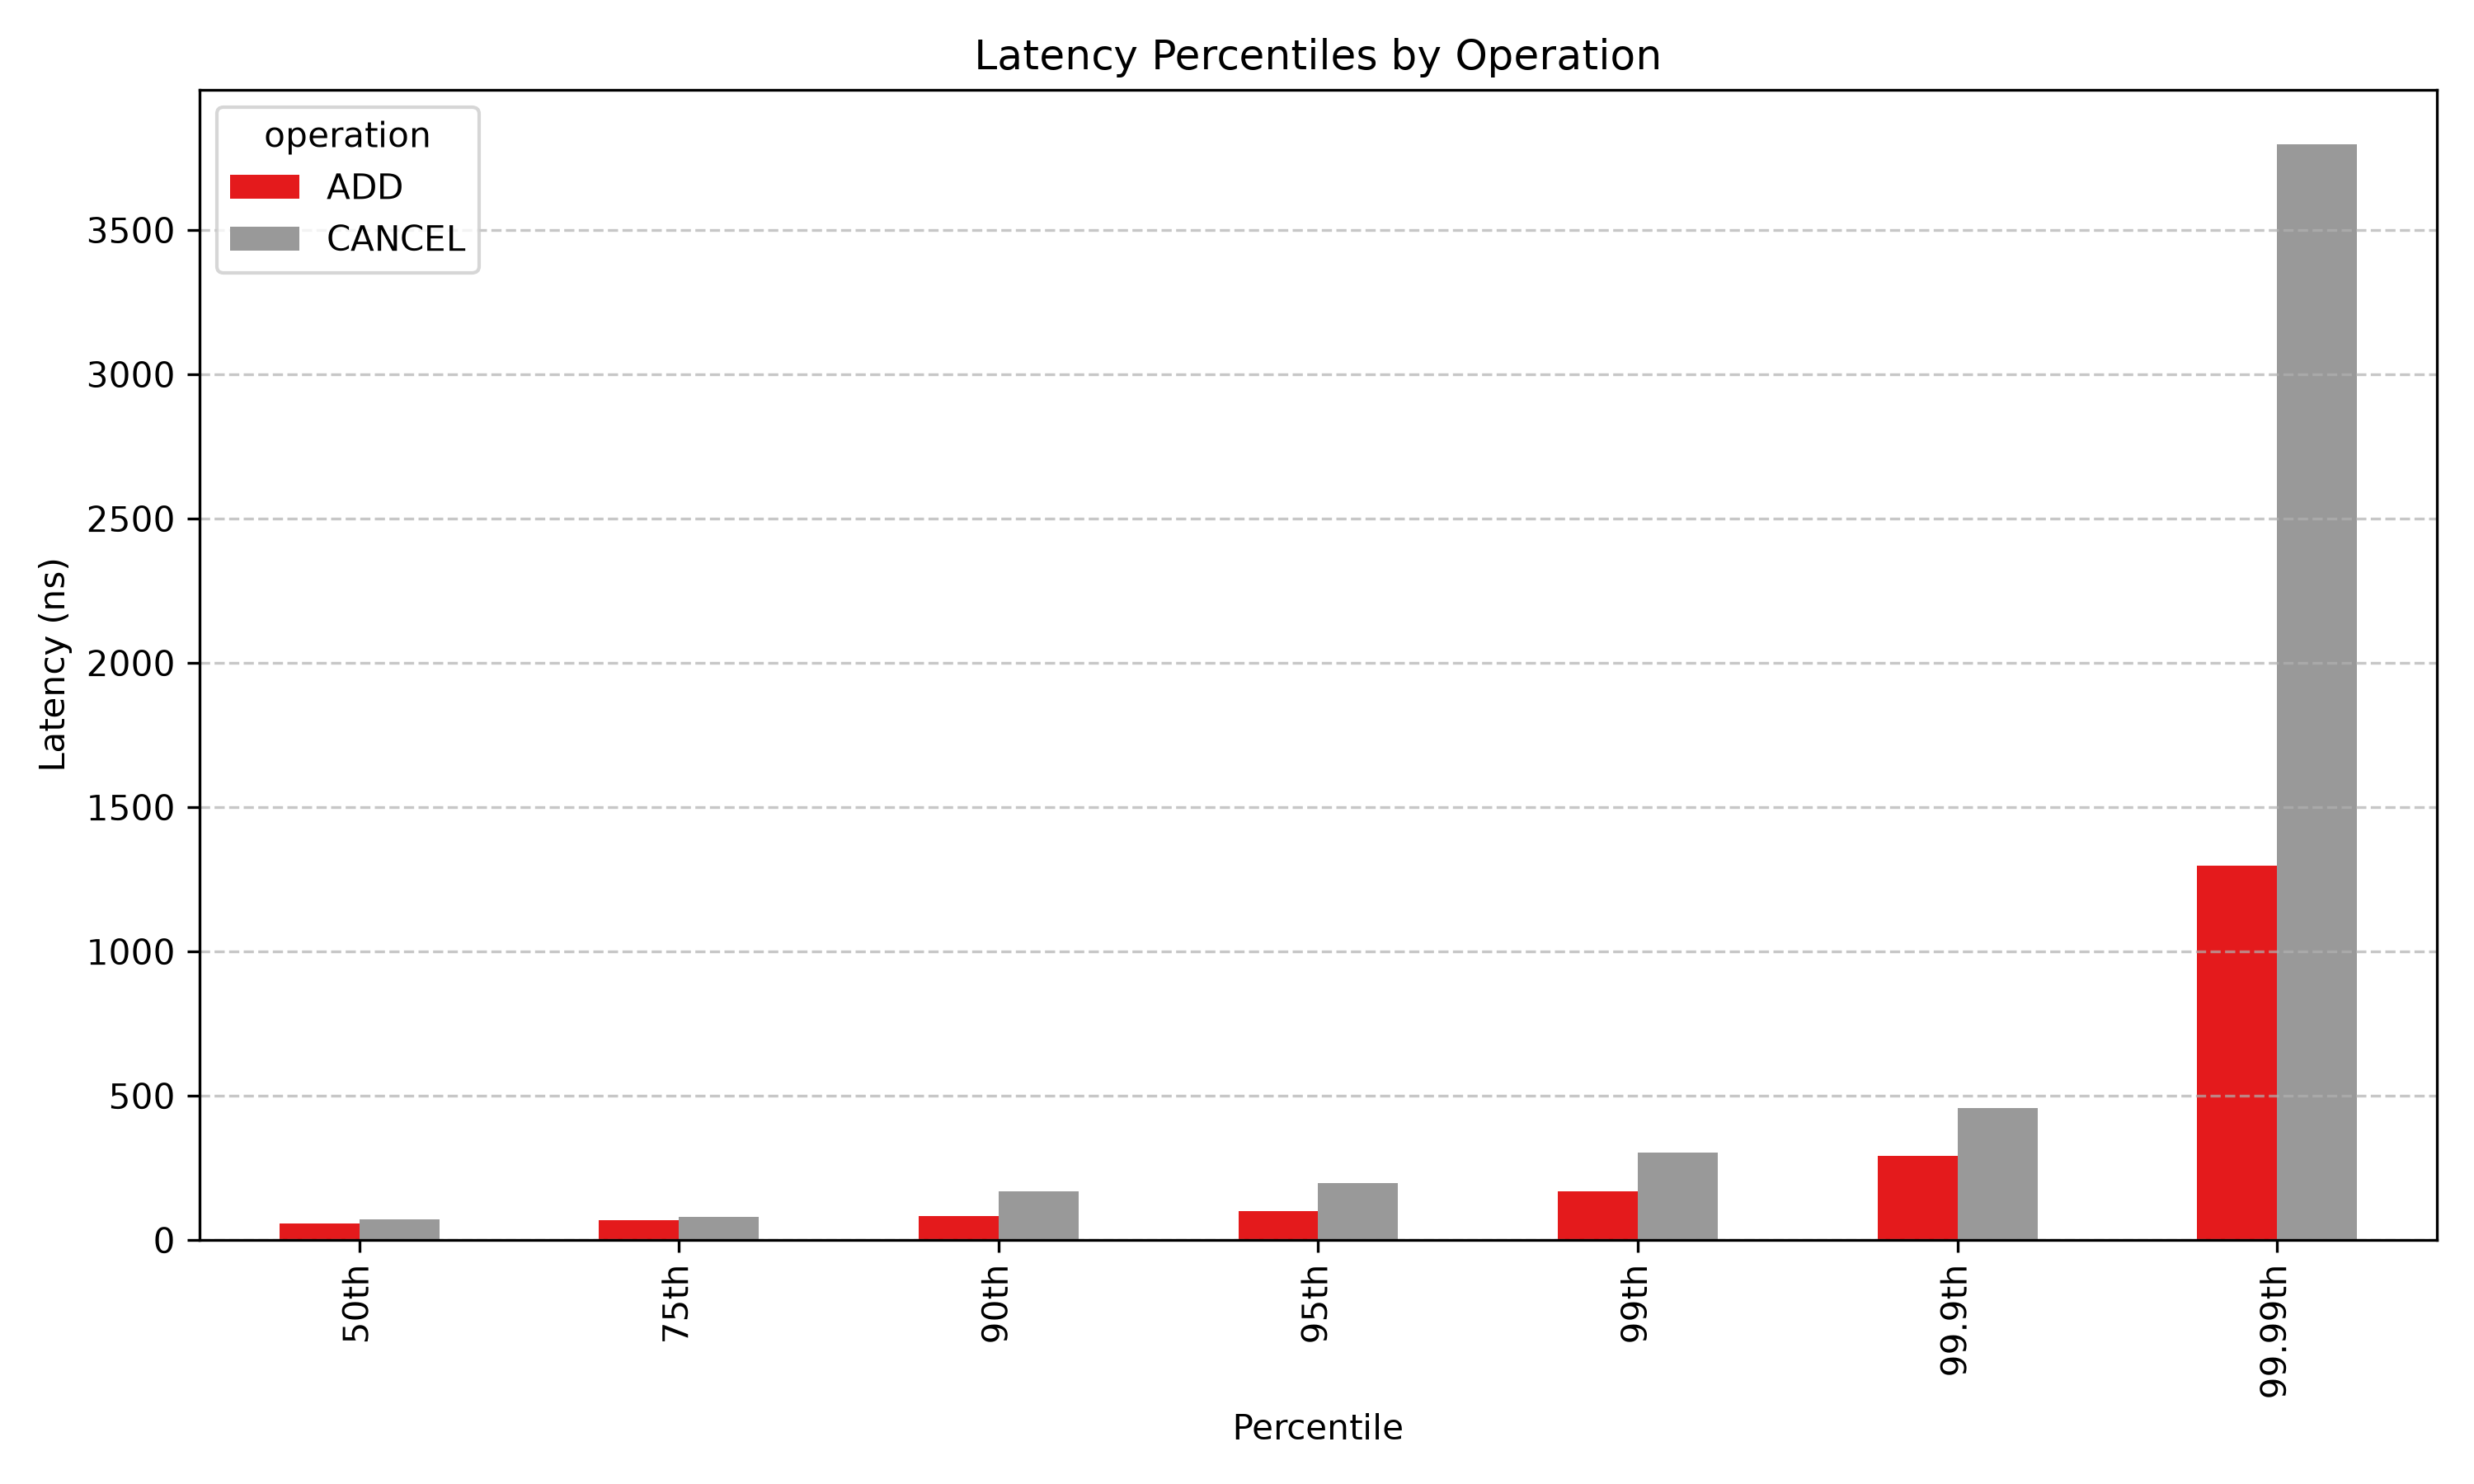 Latency Percentiles by Operation
operation
ADD
CANCEL
Latency (ns)
3500
3000
2500
2000
1500
1000
500
0
50th
75th
90th
95th
99th
99.9th
99.99th
Percentile